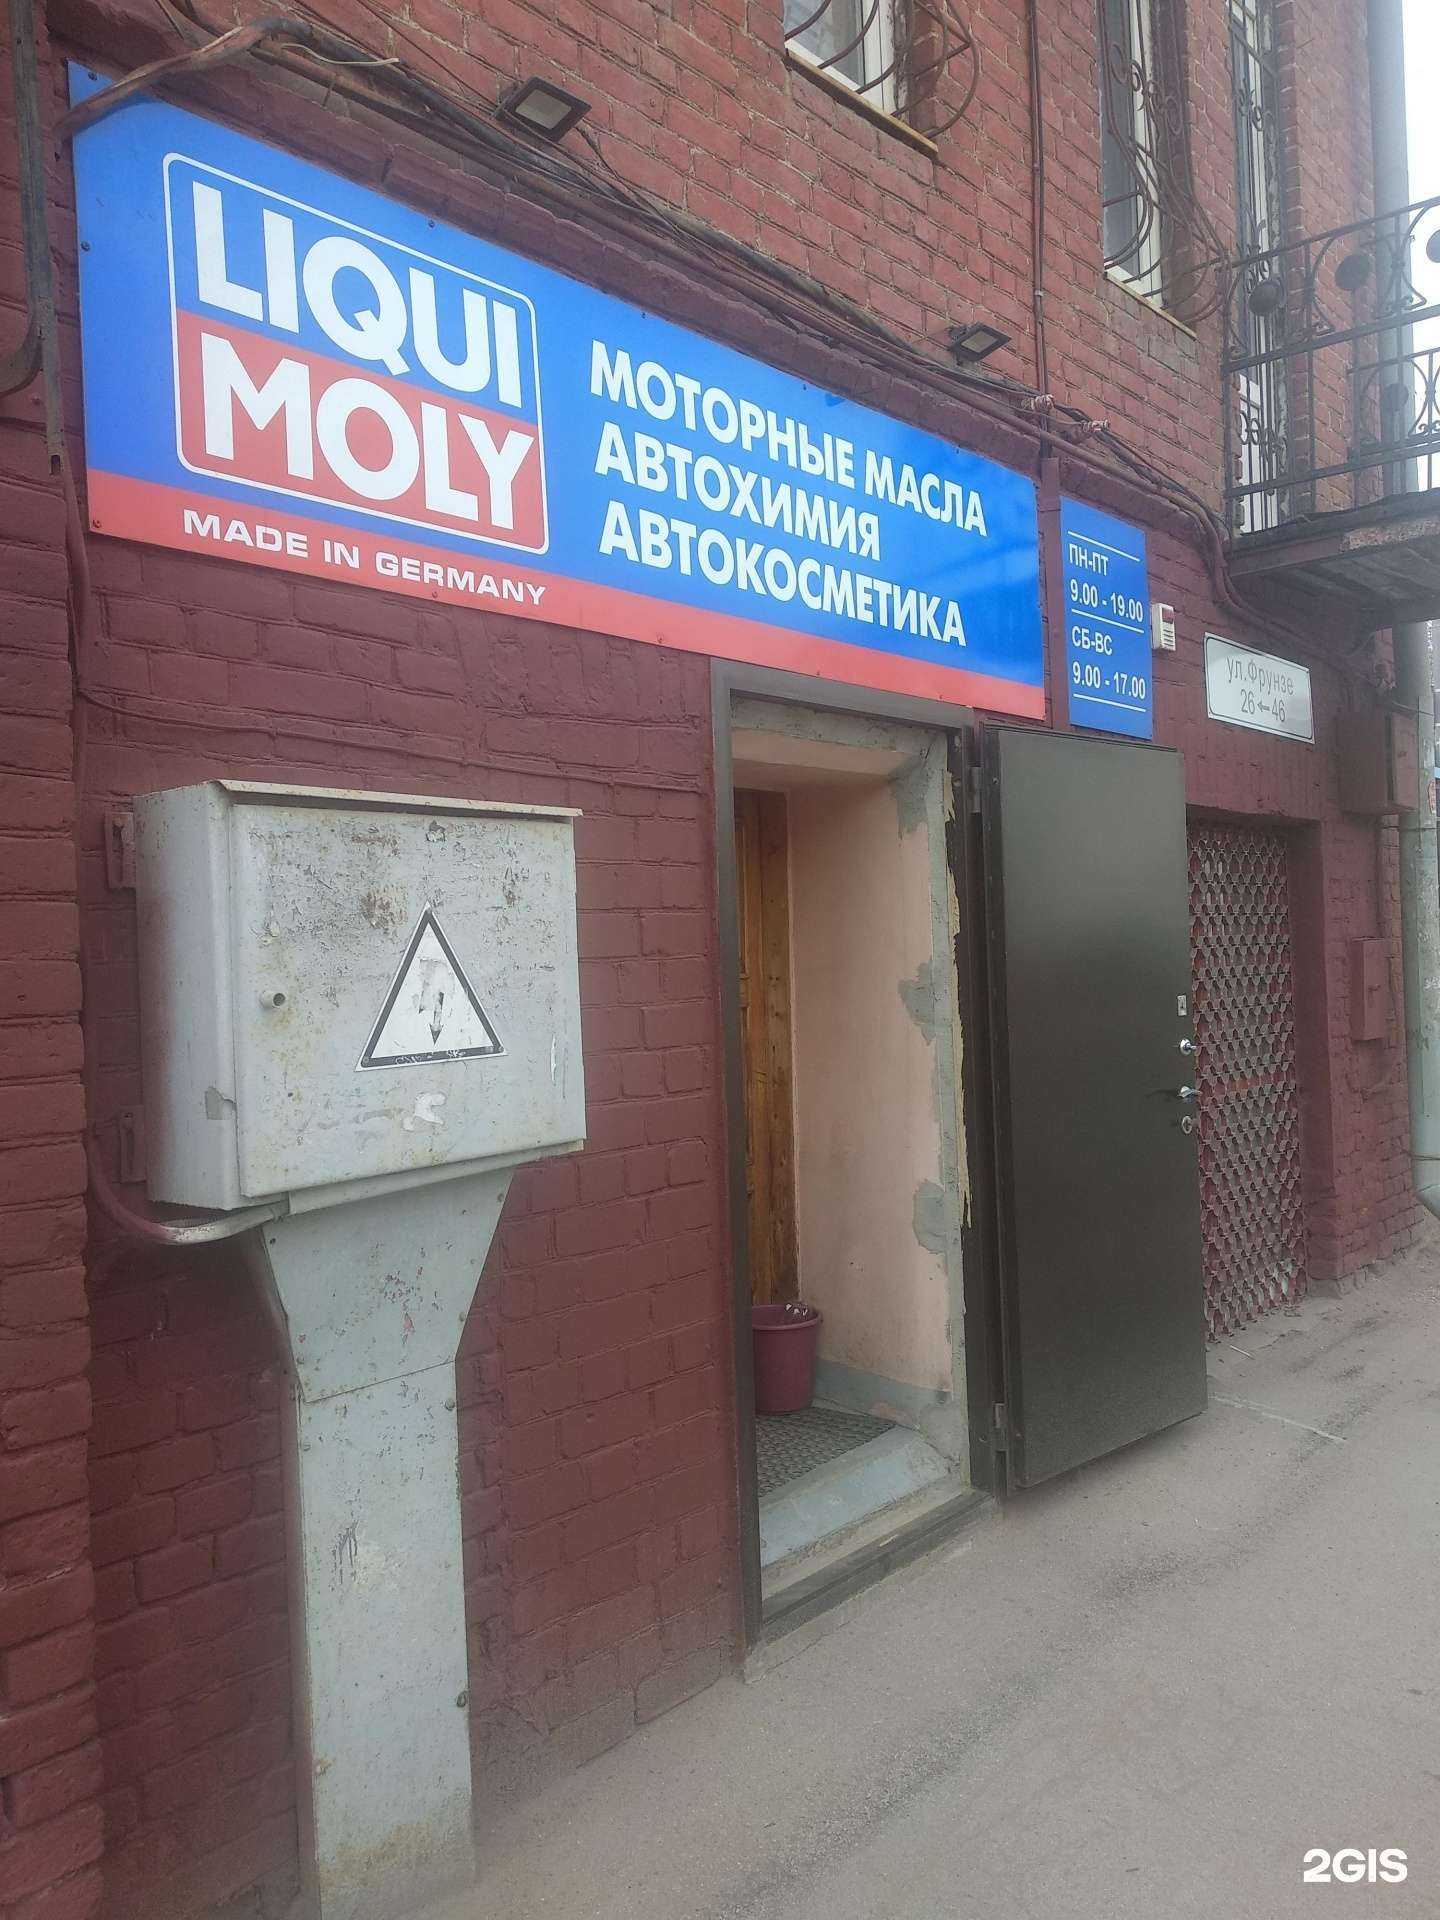 LIQUI
MOLY
MADE IN GERMANY
МОТОРНЫЕ МАСЛА
АВТОХИМИЯ
АВТОКОСМЕТИКА
ПН-ПТ
9.00 - 19.00
СБ-ВС
9.00 - 17.00
ул.Фрунзе
26←46
2GIS